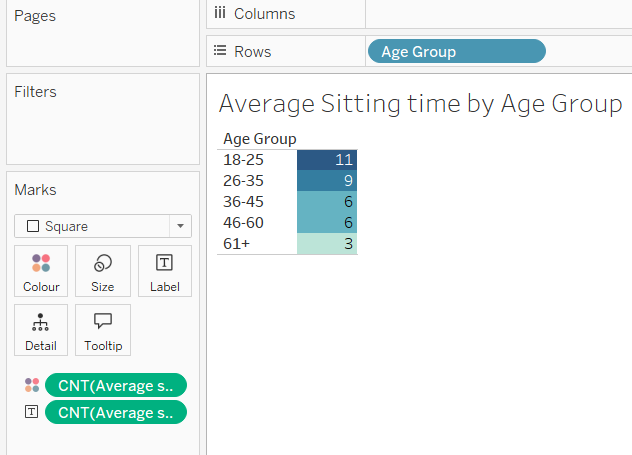 Pages
Columns
Rows
Age Group
Filters
Marks
Square
Colour
Size
Label
Detail
Tooltip
CNT(Average s..
CNT(Average s..
Average Sitting time by Age Group
Age Group
18-25 11
26-35 9
36-45 6
46-60 6
61+ 3